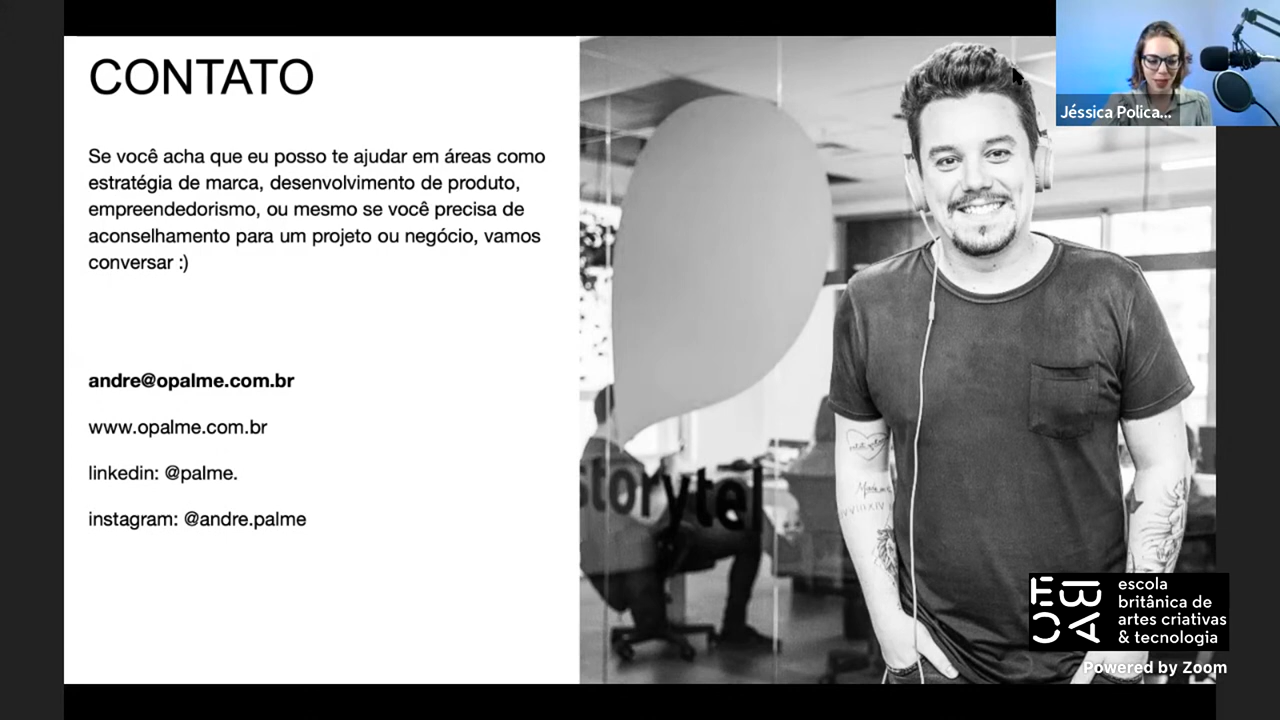 CONTATO
Se você acha que eu posso te ajudar em áreas como
estratégia de marca, desenvolvimento de produto,
empreendedorismo, ou mesmo se você precisa de
aconselhamento para um projeto ou negócio, vamos
conversar :)
andre@opalme.com.br
www.opalme.com.br
linkedin: @palme.
instagram: @andre.palme
Jéssica Polica...
storytel
escola
britânica de
artes criativas
& tecnologia
Powered by Zoom